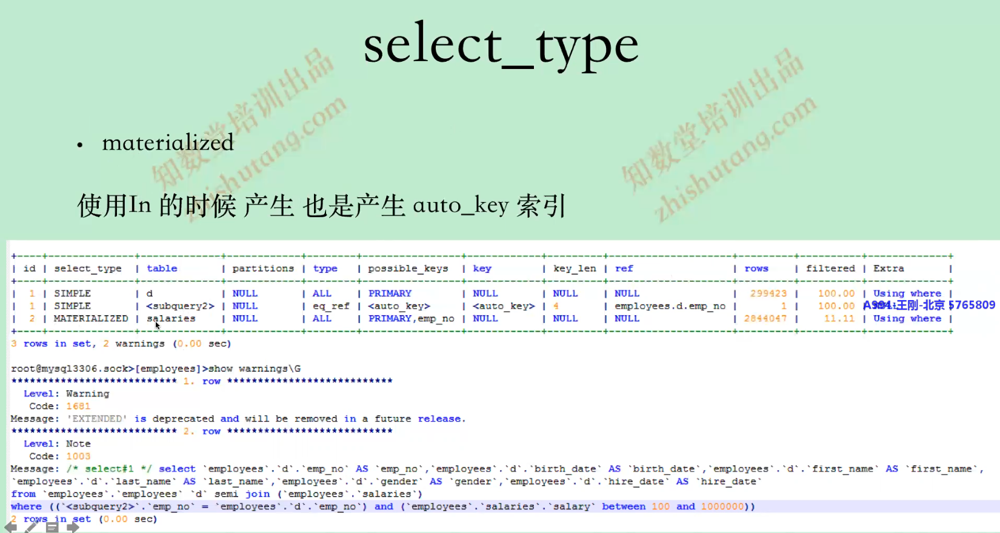 select_type
• materialized
使用In 的时候 产生 也是产生 auto_key 索引
知数堂培训出品
zhishutang.com
知数堂培训出品
zhishutang.com
+----+--------------+-------------+------------+--------+----------------+------------+---------+--------------------+---------+----------+-------------+
| id | select_type | table | partitions | type | possible_keys | key | key_len | ref | rows | filtered | Extra |
+----+--------------+-------------+------------+--------+----------------+------------+---------+--------------------+---------+----------+-------------+
| 1 | SIMPLE | d | NULL | ALL | PRIMARY | NULL | NULL | NULL | 299423 | 100.00 | Using where |
| 1 | SIMPLE | <subquery2> | NULL | eq_ref | <auto_key> | <auto_key> | 4 | employees.d.emp_no | 1 | 100.00 |
A994-王刚-北京 5765809
| 2 | MATERIALIZED | salaries | NULL | ALL | PRIMARY,emp_no | NULL | NULL | NULL | 2844047 | 11.11 | Using where |
+----+--------------+-------------+------------+--------+----------------+------------+---------+--------------------+---------+----------+-------------+
3 rows in set, 2 warnings (0.00 sec)
root@mysql3306.sock>[employees]>show warnings\G
*************************** 1. row ***************************
Level: Warning
Code: 1681
Message: 'EXTENDED' is deprecated and will be removed in a future release.
*************************** 2. row ***************************
Level: Note
Code: 1003
Message: /* select#1 */ select `employees`.`d`.`emp_no` AS `emp_no`,`employees`.`d`.`birth_date` AS `birth_date`,`employees`.`d`.`first_name` AS `first_name`,
`employees`.`d`.`last_name` AS `last_name`,`employees`.`d`.`gender` AS `gender`,`employees`.`d`.`hire_date` AS `hire_date`
from `employees`.`employees` `d` semi join (`employees`.`salaries`)
where ((`<subquery2>`.`emp_no` = `employees`.`d`.`emp_no`) and (`employees`.`salaries`.`salary` between 100 and 1000000))
2 rows in set (0.00 sec)